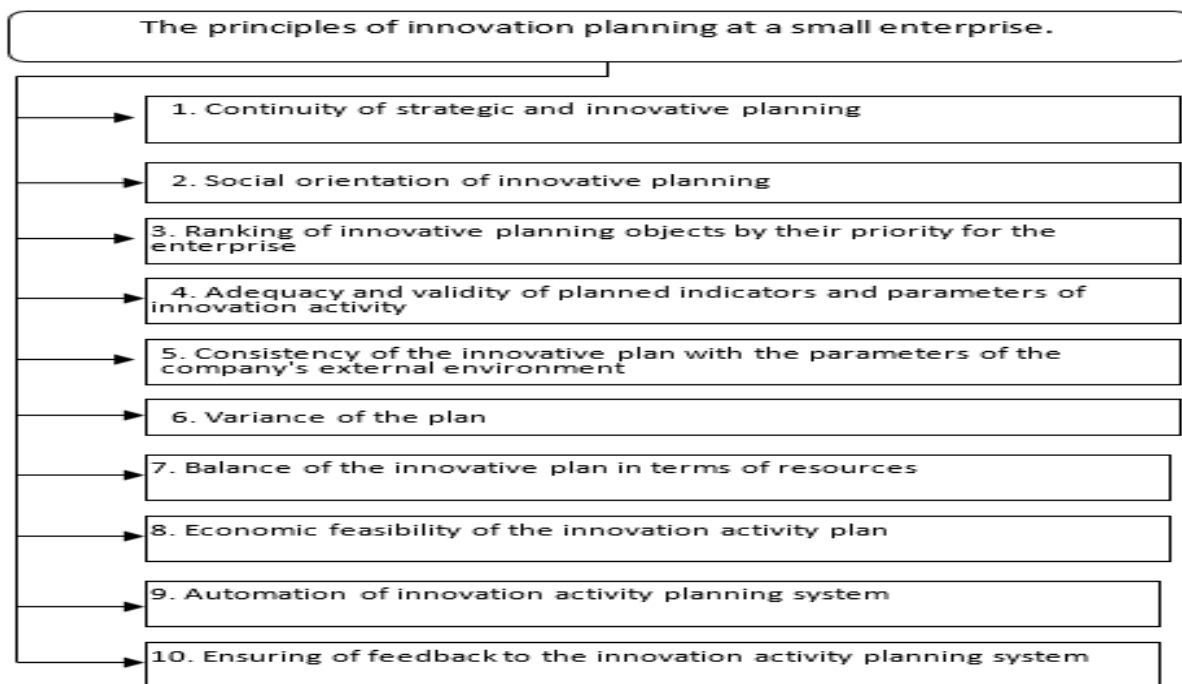 The principles of innovation planning at a small enterprise.
1. Continuity of strategic and innovative planning
2. Social orientation of innovative planning
3. Ranking of innovative planning objects by their priority for the
enterprise
4. Adequacy and validity of planned indicators and parameters of
innovation activity
5. Consistency of the innovative plan with the parameters of the
company's external environment
6. Variance of the plan
7. Balance of the innovative plan in terms of resources
8. Economic feasibility of the innovation activity plan
9. Automation of innovation activity planning system
10. Ensuring of feedback to the innovation activity planning system